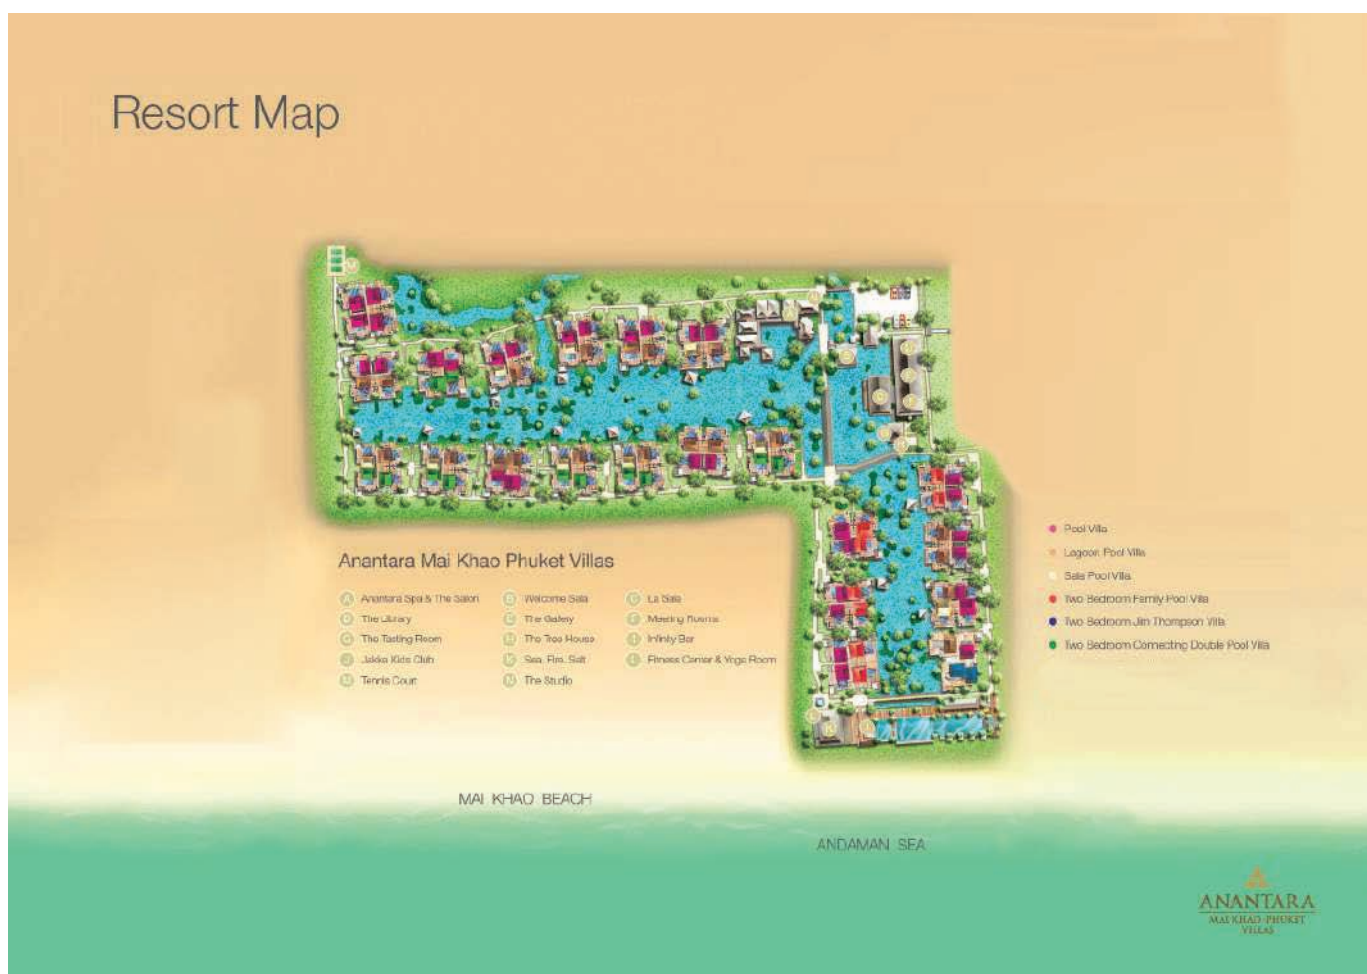 Resort Map
M
Anantara Mai Khao Phuket Villas
A Anantara Spa & The Salon
B Welcome Sala
C La Sala
D The Library
E The Gallery
F Meeting Rooms
G The Tasting Room
H The Tree House
I Infinity Bar
J Jakka Kids Club
K Sea. Fire. Salt
L Fitness Center & Yoga Room
M Tennis Court
N The Studio
Pool Villa
Lagoon Pool Villa
Sala Pool Villa
Two Bedroom Family Pool Villa
Two Bedroom Jim Thompson Villa
Two Bedroom Connecting Double Pool Villa
MAI KHAO BEACH
ANDAMAN SEA
ANANTARA
MAI KHAO PHUKET
VILLAS